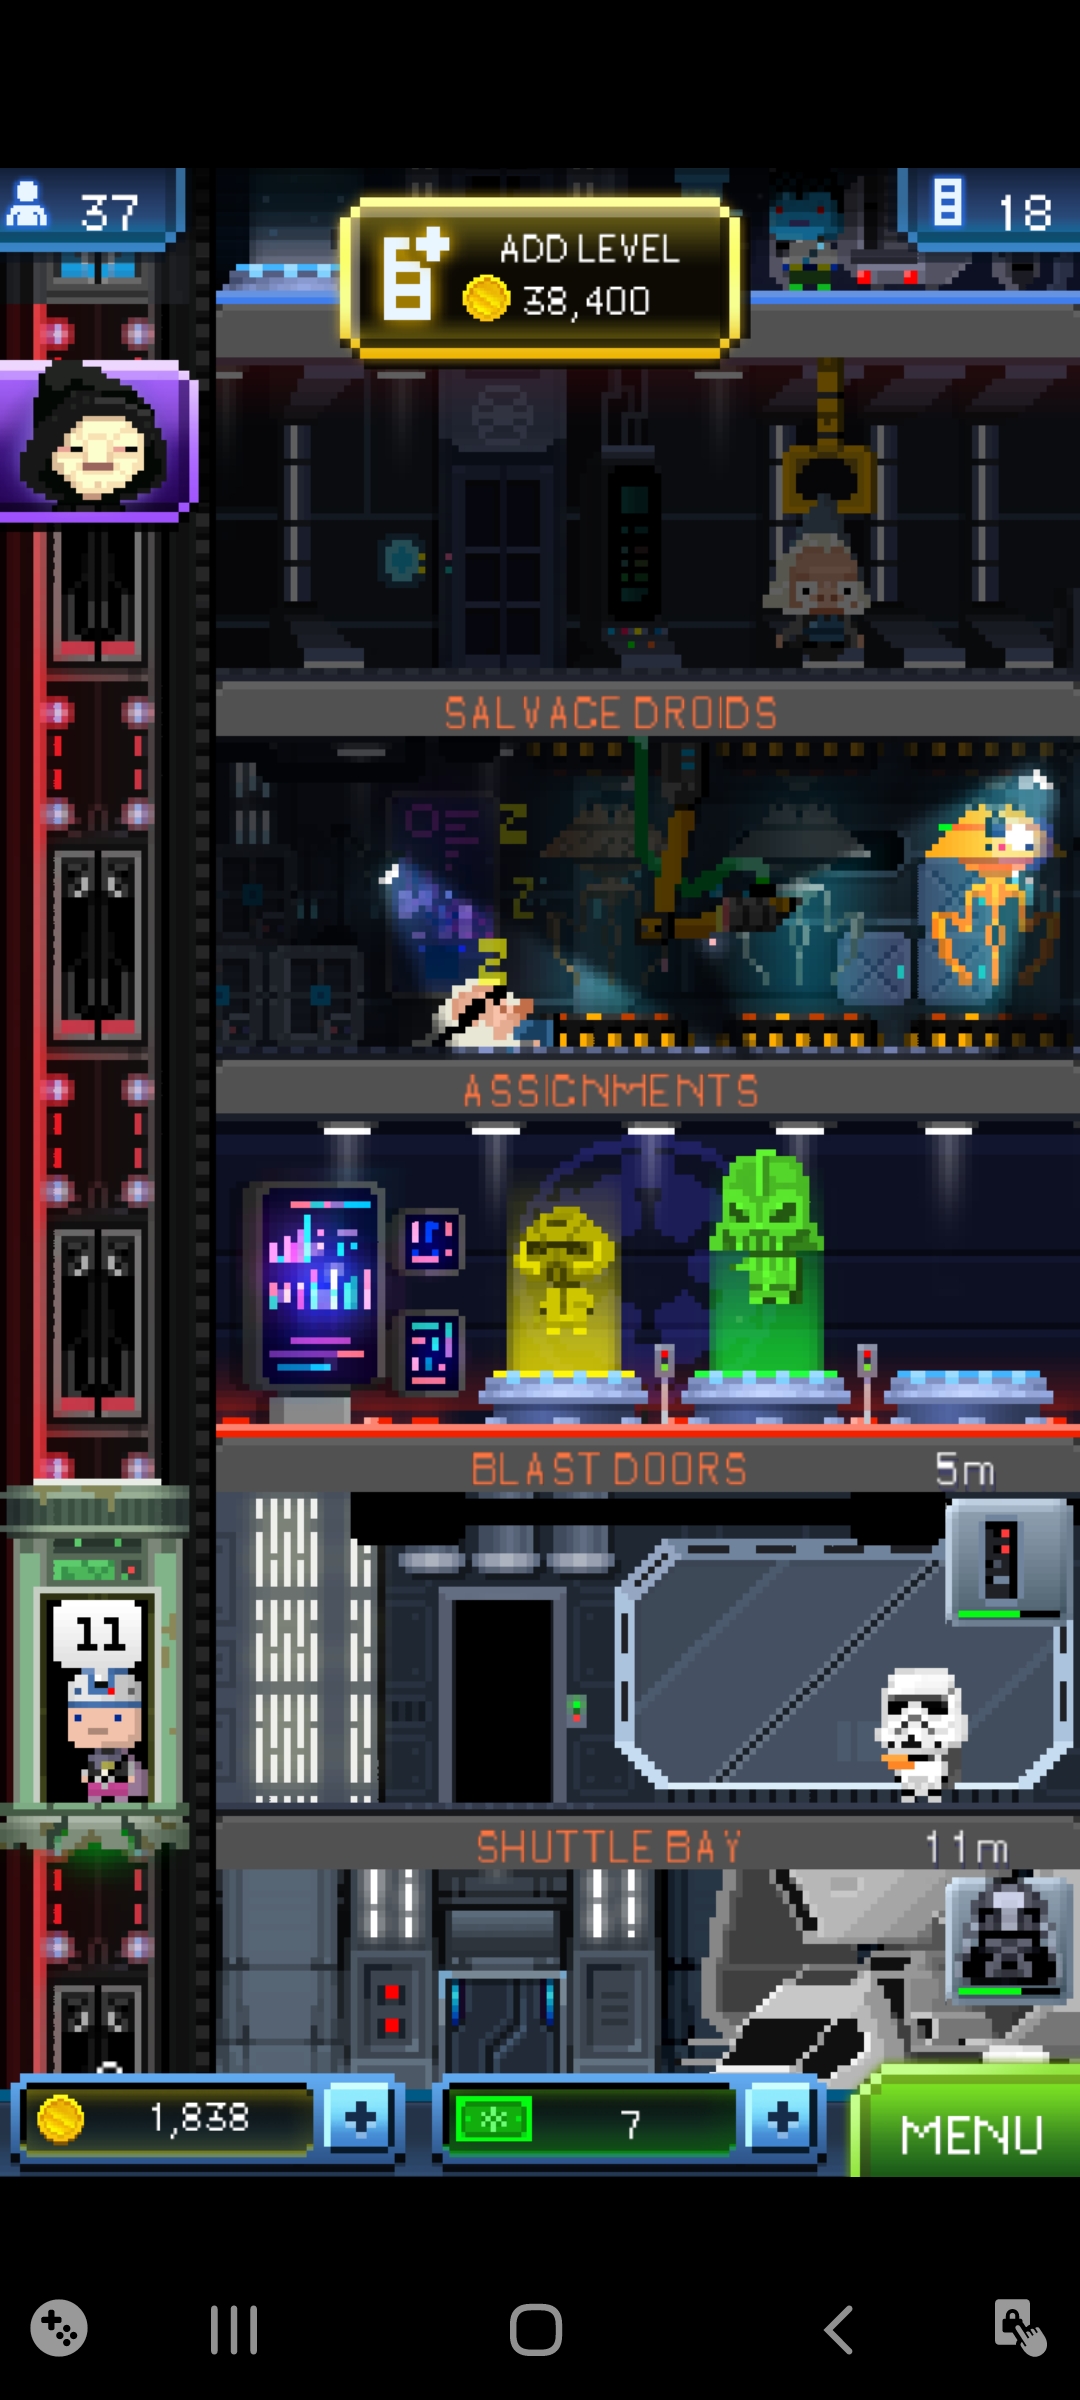 37
18
ADD LEVEL
38,400
SALVAGE DROIDS
Z
Z
Z
ASSIGNMENTS
BLAST DOORS 5m
11
SHUTTLE BAY 11m
1,838
7
MENU